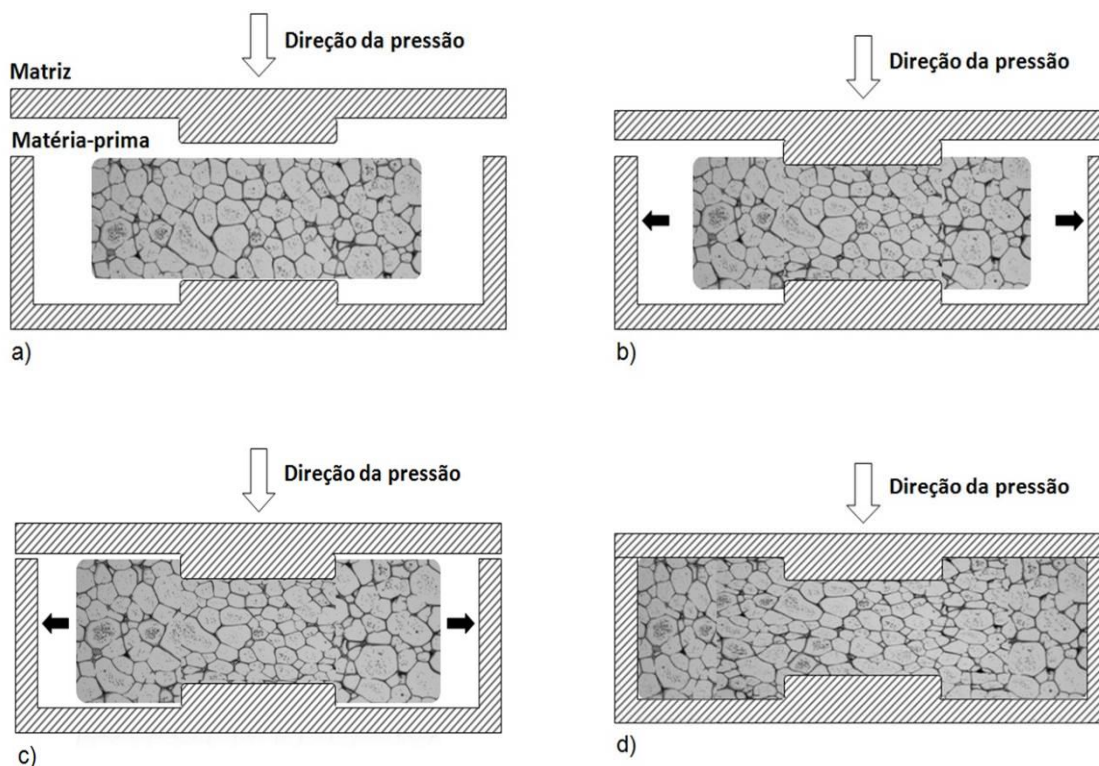 Direção da pressão
Matriz
Matéria-prima
a)
Direção da pressão
b)
Direção da pressão
c)
Direção da pressão
d)